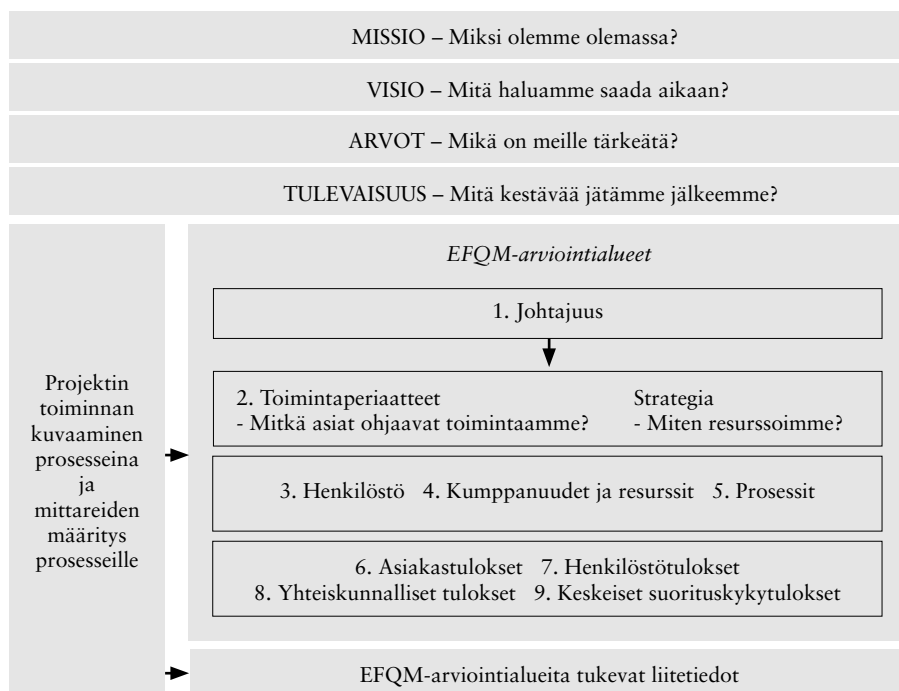 MISSIO – Miksi olemme olemassa?
VISIO – Mitä haluamme saada aikaan?
ARVOT – Mikä on meille tärkeätä?
TULEVAISUUS – Mitä kestävää jätämme jälkeemme?
Projektin
toiminnan
kuvaaminen
prosesseina
ja
mittareiden
määritys
prosesseille
EFQM-arviointialueet
1. Johtajuus
2. Toimintaperiaatteet Strategia
- Mitkä asiat ohjaavat toimintaamme? - Miten resurssoimme?
3. Henkilöstö 4. Kumppanuudet ja resurssit 5. Prosessit
6. Asiakastulokset 7. Henkilöstötulokset
8. Yhteiskunnalliset tulokset 9. Keskeiset suorituskykytulokset
EFQM-arviointialueita tukevat liitetiedot